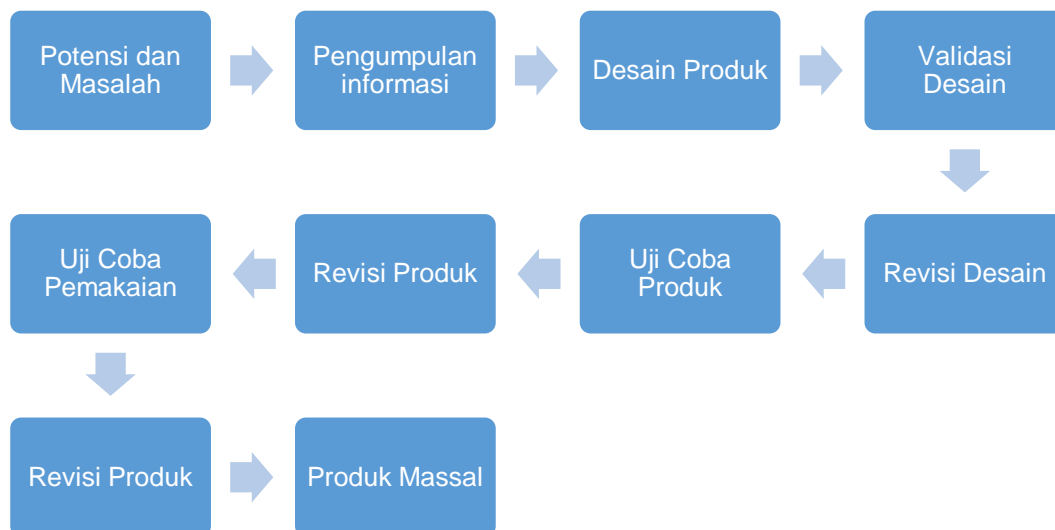 Potensi dan
Masalah
Pengumpulan
informasi
Desain Produk
Validasi
Desain
Revisi Desain
Uji Coba
Produk
Revisi Produk
Uji Coba
Pemakaian
Revisi Produk
Produk Massal